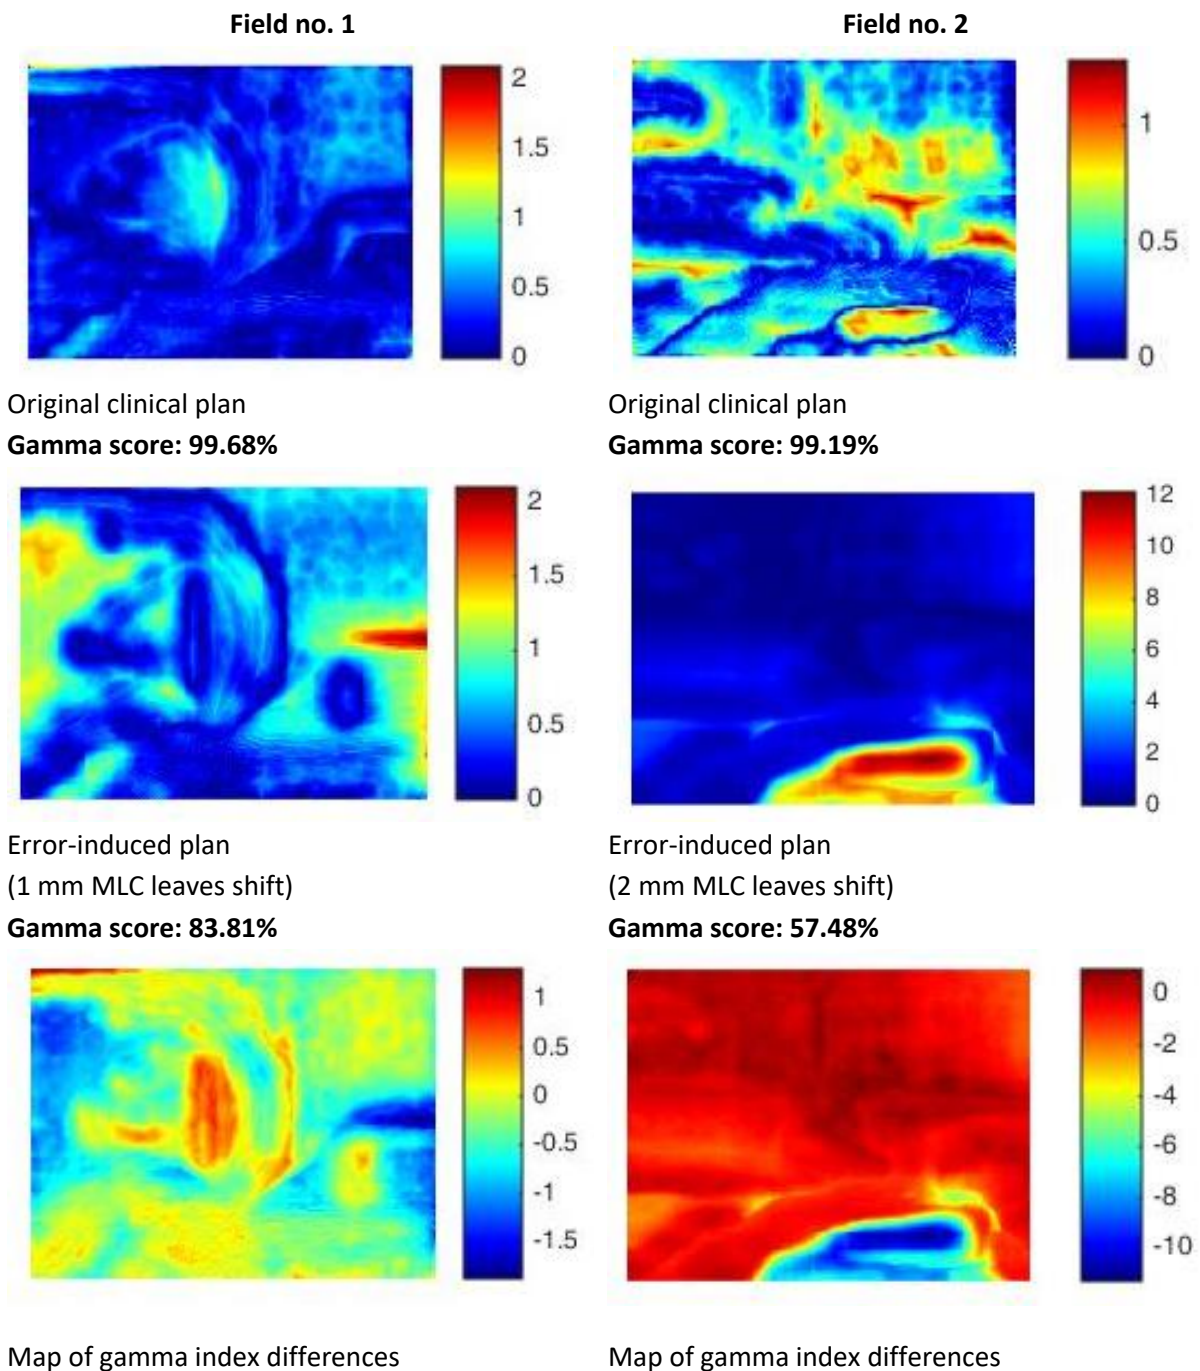 Field no. 1
Field no. 2
2
1.5
1
0.5
0
1
0.5
0
Original clinical plan
Original clinical plan
Gamma score: 99.68%
Gamma score: 99.19%
2
1.5
1
0.5
0
12
10
8
6
4
2
0
Error-induced plan
(1 mm MLC leaves shift)
Gamma score: 83.81%
Error-induced plan
(2 mm MLC leaves shift)
Gamma score: 57.48%
1
0.5
0
-0.5
-1
-1.5
0
-2
-4
-6
-8
-10
Map of gamma index differences
Map of gamma index differences